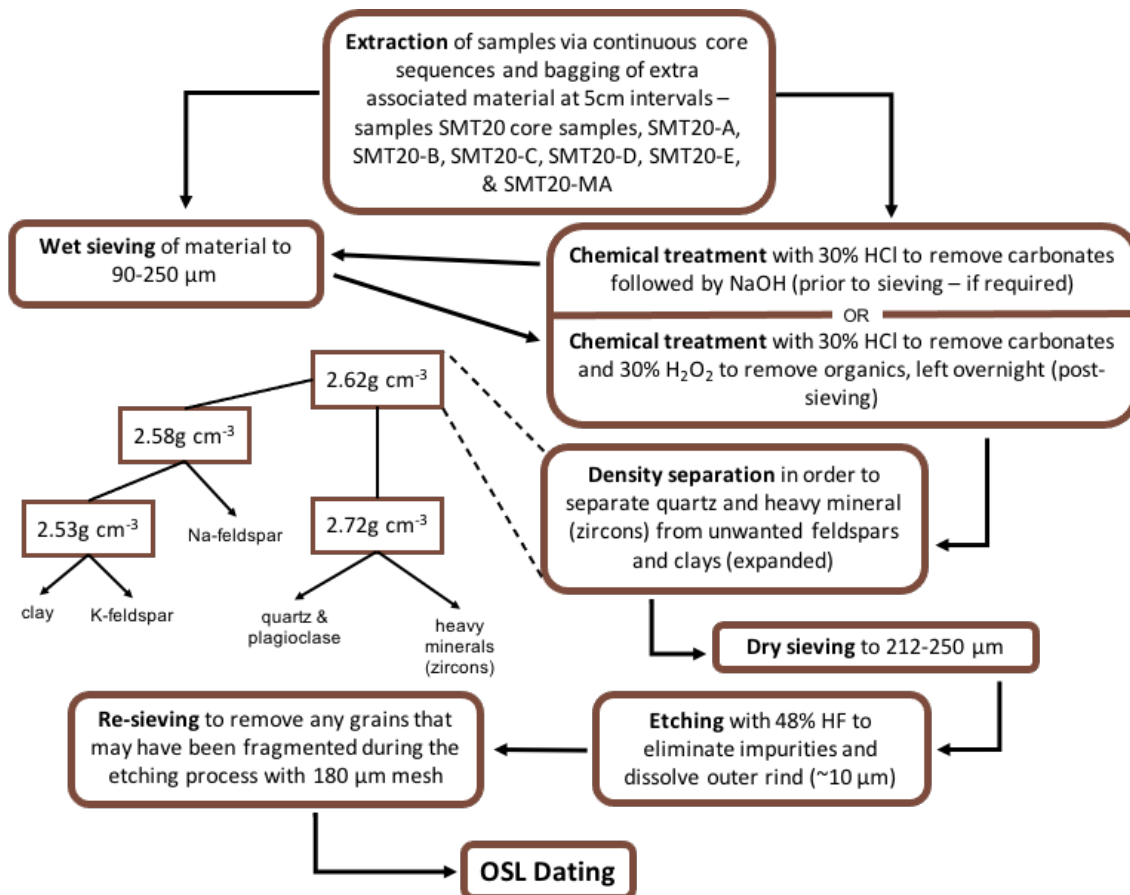 Extraction of samples via continuous core
sequences and bagging of extra
associated material at 5cm intervals –
samples SMT20 core samples, SMT20-A,
SMT20-B, SMT20-C, SMT20-D, SMT20-E,
& SMT20-MA
Wet sieving of material to
90-250 µm
Chemical treatment with 30% HCl to remove carbonates
followed by NaOH (prior to sieving – if required)
OR
Chemical treatment with 30% HCl to remove carbonates
and 30% H₂O₂ to remove organics, left overnight (post-
sieving)
2.62g cm⁻³
2.58g cm⁻³
2.53g cm⁻³
Na-feldspar
2.72g cm⁻³
clay
K-feldspar
quartz &
plagioclase
heavy
minerals
(zircons)
Density separation in order to
separate quartz and heavy mineral
(zircons) from unwanted feldspars
and clays (expanded)
Dry sieving to 212-250 µm
Etching with 48% HF to
eliminate impurities and
dissolve outer rind (~10 µm)
Re-sieving to remove any grains that
may have been fragmented during the
etching process with 180 µm mesh
OSL Dating